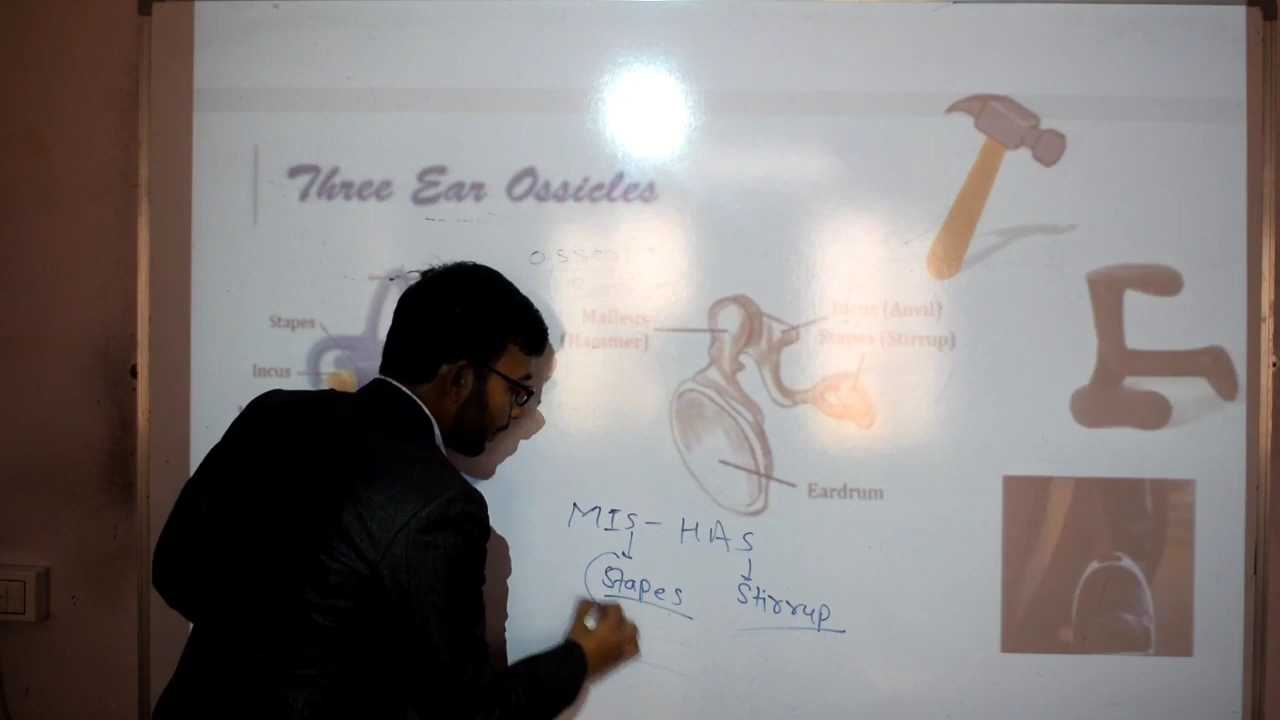 Three Ear Ossicles
Stapes
Incus
Malleus
(Hammer)
Incus (Anvil)
Stapes (Stirrup)
Eardrum
MIS - HAS
Stapes Stirrup